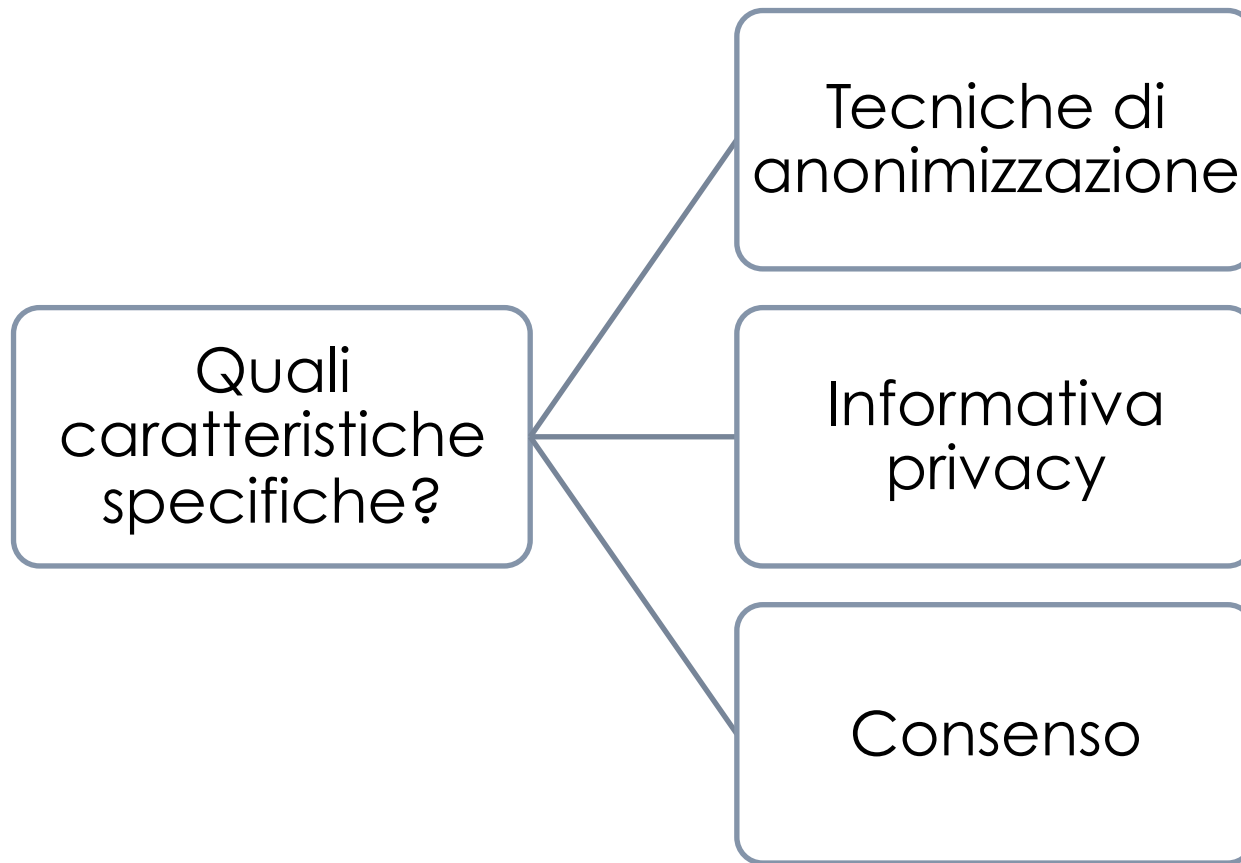 Quali
caratteristiche
specifiche?
Tecniche di
anonimizzazione
Informativa
privacy
Consenso